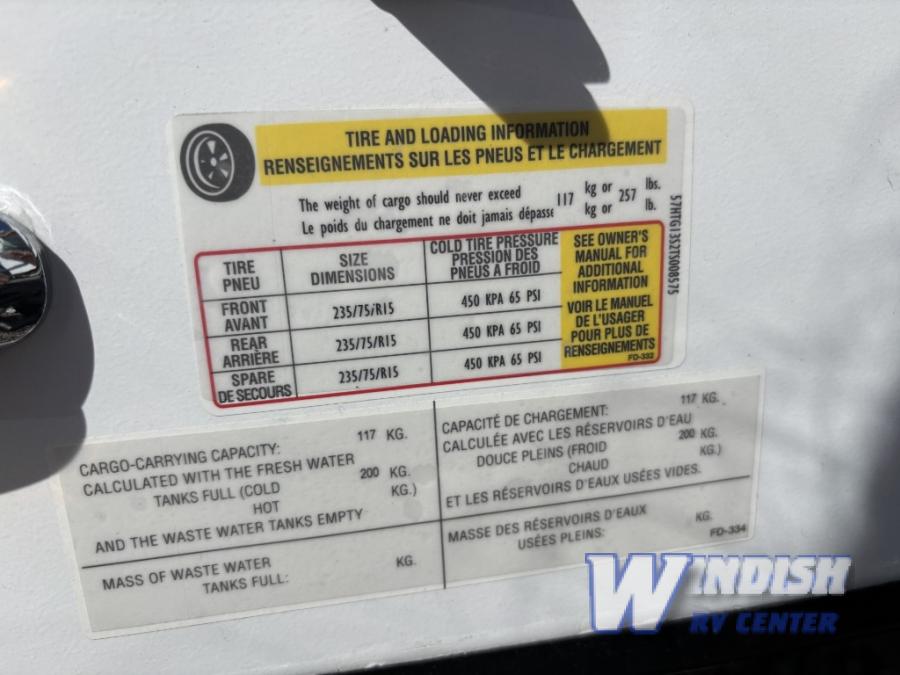 TIRE AND LOADING INFORMATION
RENSEIGNEMENTS SUR LES PNEUS ET LE CHARGEMENT
The weight of cargo should never exceed 117 kg or 257 lbs.
Le poids du chargement ne doit jamais dépasse kg or lb.
TIRE PNEU
SIZE DIMENSIONS
COLD TIRE PRESSURE
PRESSION DES
PNEUS A FROID
FRONT AVANT
235/75/R15
450 KPA 65 PSI
REAR ARRIÈRE
235/75/R15
450 KPA 65 PSI
SPARE DE SECOURS
235/75/R15
450 KPA 65 PSI
SEE OWNER'S
MANUAL FOR
ADDITIONAL
INFORMATION
VOIR LE MANUEL
DE L'USAGER
POUR PLUS DE
RENSEIGNEMENTS
FD-332
57HTG13S2TS008575
CARGO-CARRYING CAPACITY: 117 KG.
CALCULATED WITH THE FRESH WATER
TANKS FULL (COLD 200 KG.
HOT KG.)
AND THE WASTE WATER TANKS EMPTY
MASS OF WASTE WATER KG.
TANKS FULL:
CAPACITÉ DE CHARGEMENT: 117 KG.
CALCULÉE AVEC LES RÉSERVOIRS D'EAU
DOUCE PLEINS (FROID 200 KG.
CHAUD KG.)
ET LES RÉSERVOIRS D'EAUX USÉES VIDES.
MASSE DES RÉSERVOIRS D'EAUX KG.
USÉES PLEINS:
FD-334
WINDISH
RV CENTER